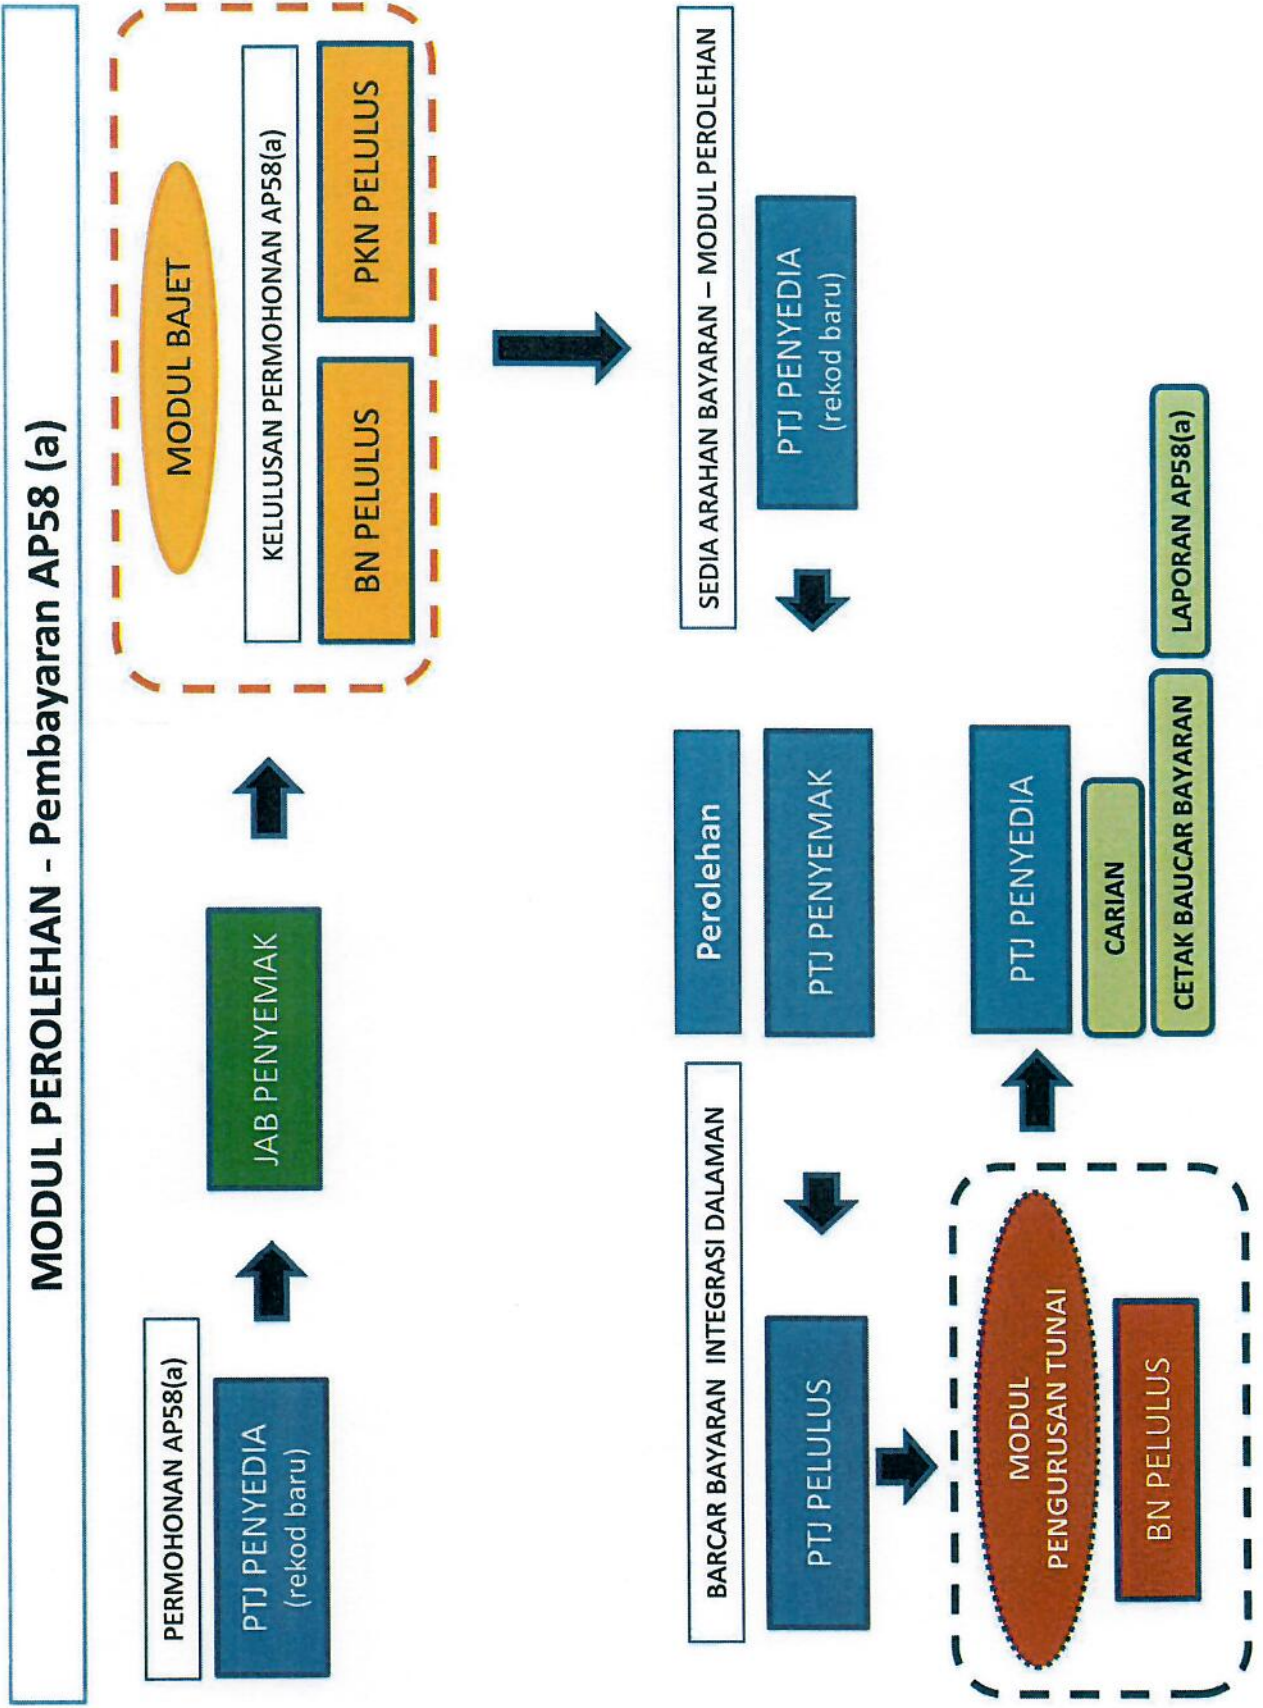 MODUL PEROLEHAN - Pembayaran AP58 (a)
PERMOHONAN AP58(a)
PTJ PENYEDIA
(rekod baru)
JAB PENYEMAK
MODUL BAJET
KELULUSAN PERMOHONAN AP58(a)
BN PELULUS
PKN PELULUS
SEDIA ARAHAN BAYARAN – MODUL PEROLEHAN
PTJ PENYEDIA
(rekod baru)
Perolehan
PTJ PENYEMAK
BARCAR BAYARAN INTEGRASI DALAMAN
PTJ PELULUS
MODUL
PENGURUSAN TUNAI
BN PELULUS
PTJ PENYEDIA
CARIAN
CETAK BAUCAR BAYARAN
LAPORAN AP58(a)